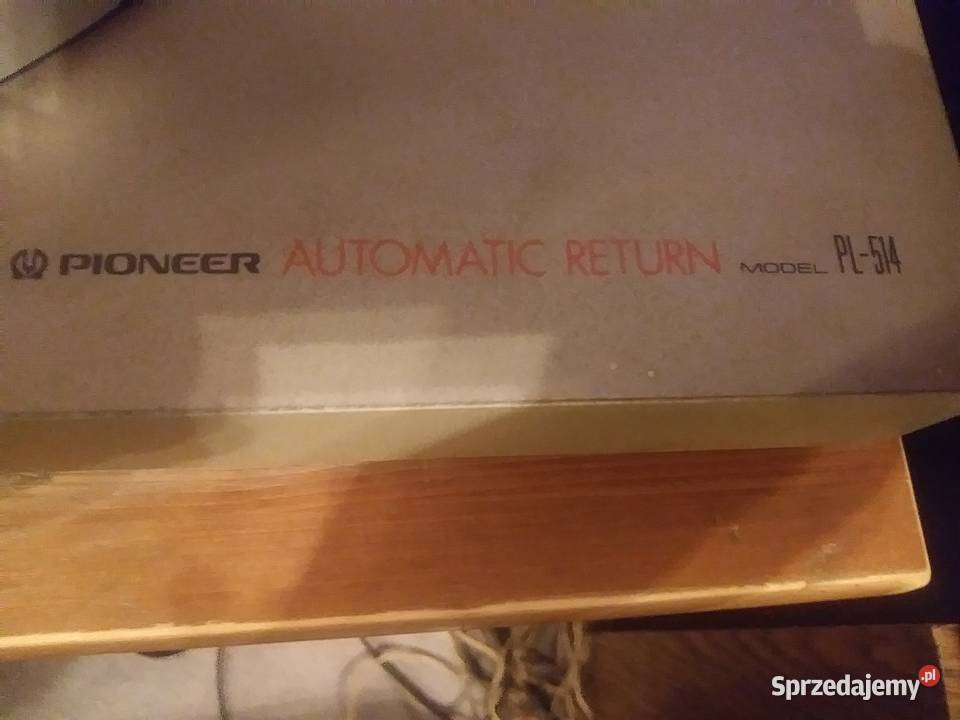 PIONEER AUTOMATIC RETURN MODEL PL-514
Sprzedajemy.pl